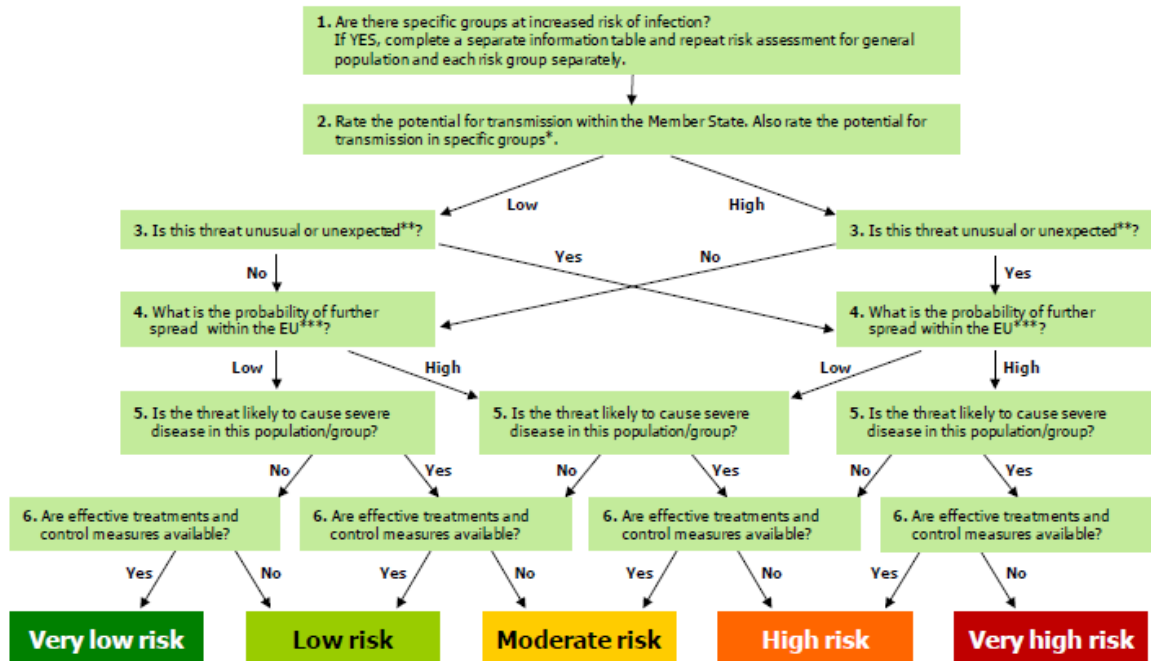 1. Are there specific groups at increased risk of infection?
If YES, complete a separate information table and repeat risk assessment for general
population and each risk group separately.
2. Rate the potential for transmission within the Member State. Also rate the potential for
transmission in specific groups*.
Low
High
3. Is this threat unusual or unexpected**?
3. Is this threat unusual or unexpected**?
No
Yes
No
Yes
4. What is the probability of further
spread within the EU***?
4. What is the probability of further
spread within the EU***?
Low
High
Low
High
5. Is the threat likely to cause severe
disease in this population/group?
5. Is the threat likely to cause severe
disease in this population/group?
5. Is the threat likely to cause severe
disease in this population/group?
No
Yes
No
Yes
No
Yes
6. Are effective treatments and
control measures available?
6. Are effective treatments and
control measures available?
6. Are effective treatments and
control measures available?
6. Are effective treatments and
control measures available?
Yes
No
Yes
No
Yes
No
Yes
No
Very low risk
Low risk
Moderate risk
High risk
Very high risk